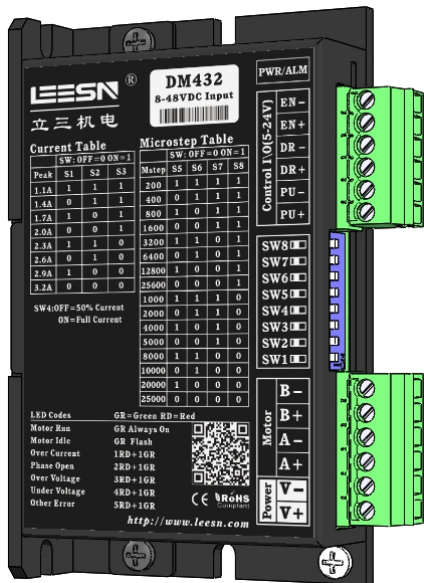 LEESN®
立三机电
DM432
8-48VDC Input
PWR/ALM
Current Table
SW: OFF=0 ON=1
Peak S1 S2 S3
1.1A 1 1 1
1.4A 0 1 1
1.7A 1 0 1
2.0A 0 0 1
2.3A 1 1 0
2.6A 0 1 0
2.9A 1 0 0
3.2A 0 0 0
SW4:OFF=50% Current
ON=Full Current
Microstep Table
SW: OFF=0 ON=1
Mstep S5 S6 S7 S8
200 1 1 1 1
400 0 1 1 1
800 1 0 1 1
1600 0 0 1 1
3200 1 1 0 1
6400 0 1 0 1
12800 1 0 0 1
25600 0 0 0 1
1000 1 1 1 0
2000 0 1 1 0
4000 1 0 1 0
5000 0 0 1 0
8000 1 1 0 0
10000 0 1 0 0
20000 1 0 0 0
25000 0 0 0 0
Control I/O(5-24V)
EN-
EN+
DR-
DR+
PU-
PU+
SW8
SW7
SW6
SW5
SW4
SW3
SW2
SW1
Motor
B-
B+
A-
A+
Power
V-
V+
LED Codes GR=Green RD=Red
Motor Run GR Always On
Motor Idle GR Flash
Over Current 1RD+1GR
Phase Open 2RD+1GR
Over Voltage 3RD+1GR
Under Voltage 4RD+1GR
Other Error 5RD+1GR
CE RoHS
Compliant
http://www.leesn.com